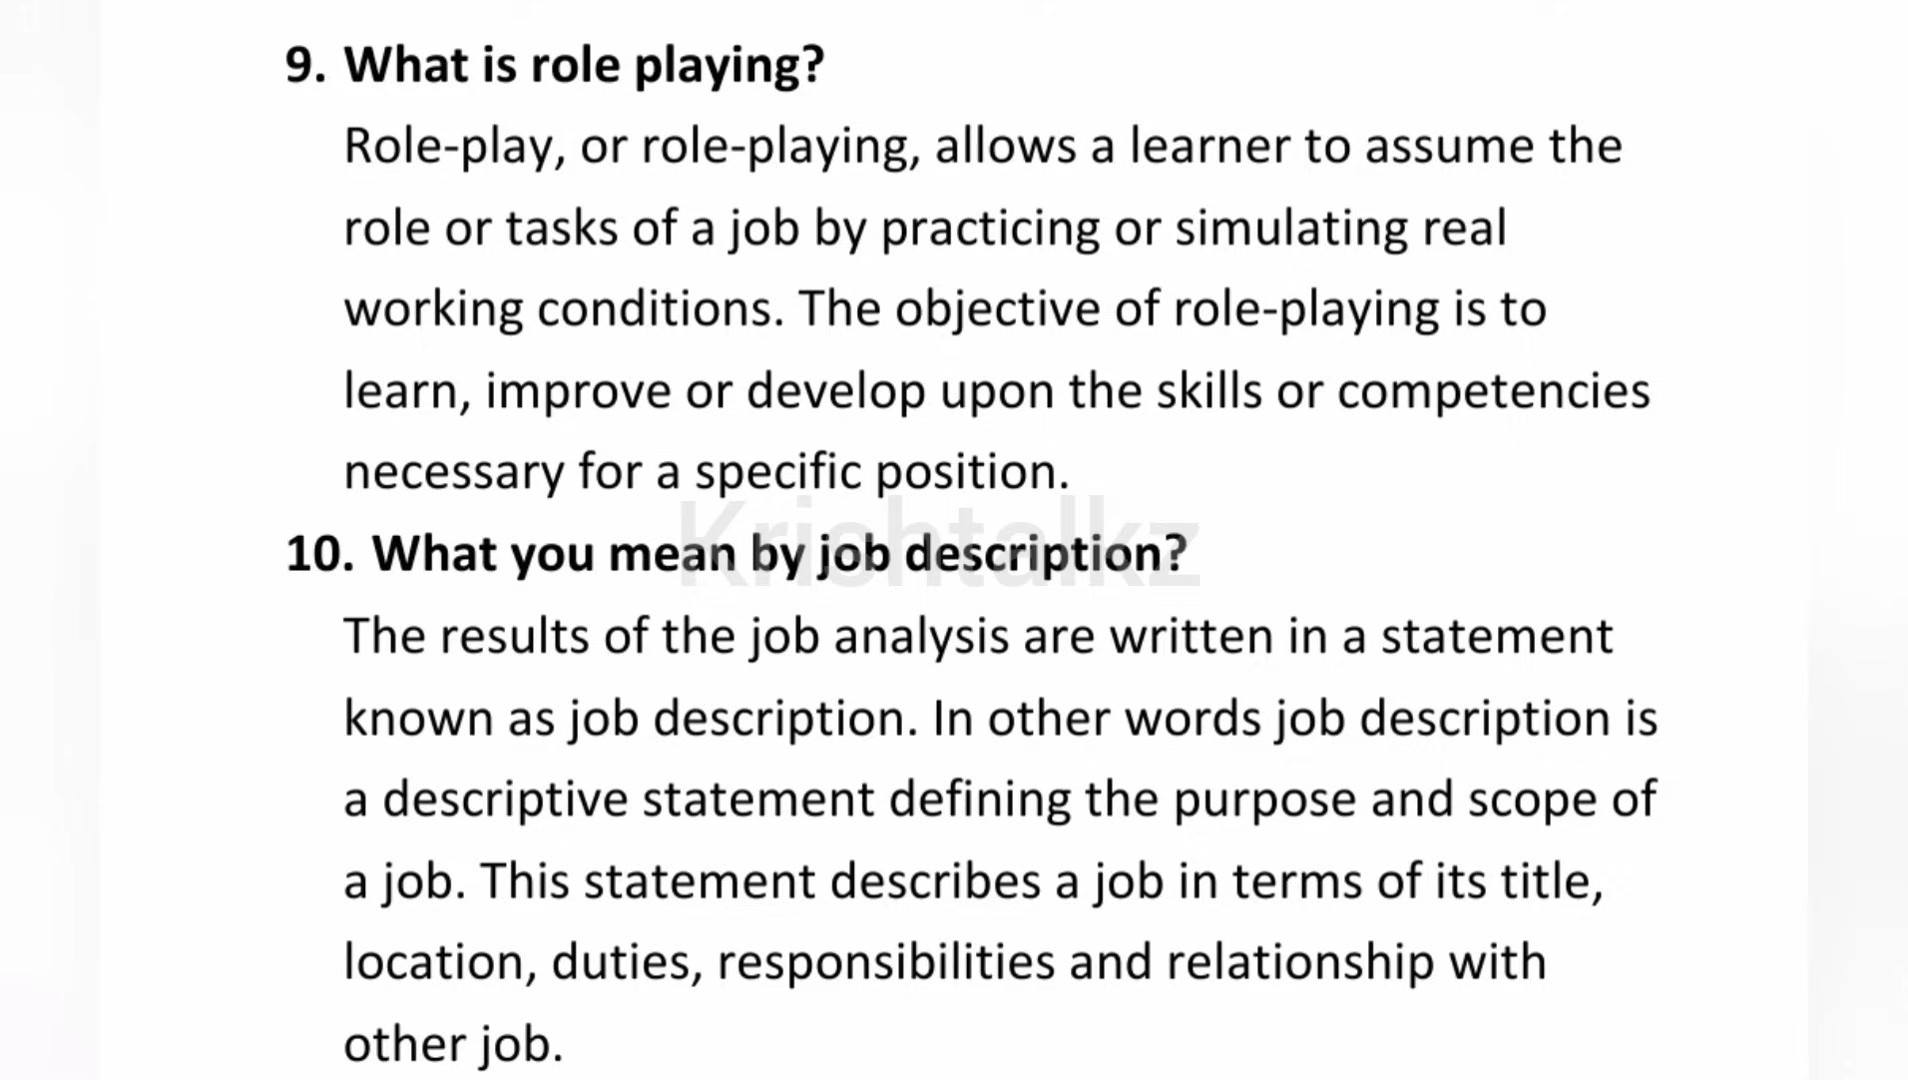 9. What is role playing?
Role-play, or role-playing, allows a learner to assume the
role or tasks of a job by practicing or simulating real
working conditions. The objective of role-playing is to
learn, improve or develop upon the skills or competencies
necessary for a specific position.
Krishtalkz
10. What you mean by job description?
The results of the job analysis are written in a statement
known as job description. In other words job description is
a descriptive statement defining the purpose and scope of
a job. This statement describes a job in terms of its title,
location, duties, responsibilities and relationship with
other job.